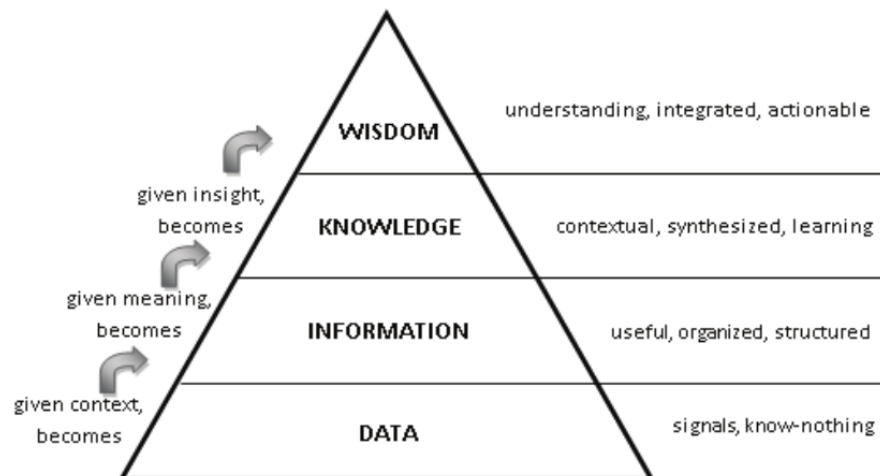 WISDOM
understanding, integrated, actionable
given insight,
becomes
KNOWLEDGE
contextual, synthesized, learning
given meaning,
becomes
INFORMATION
useful, organized, structured
given context,
becomes
DATA
signals, know-nothing